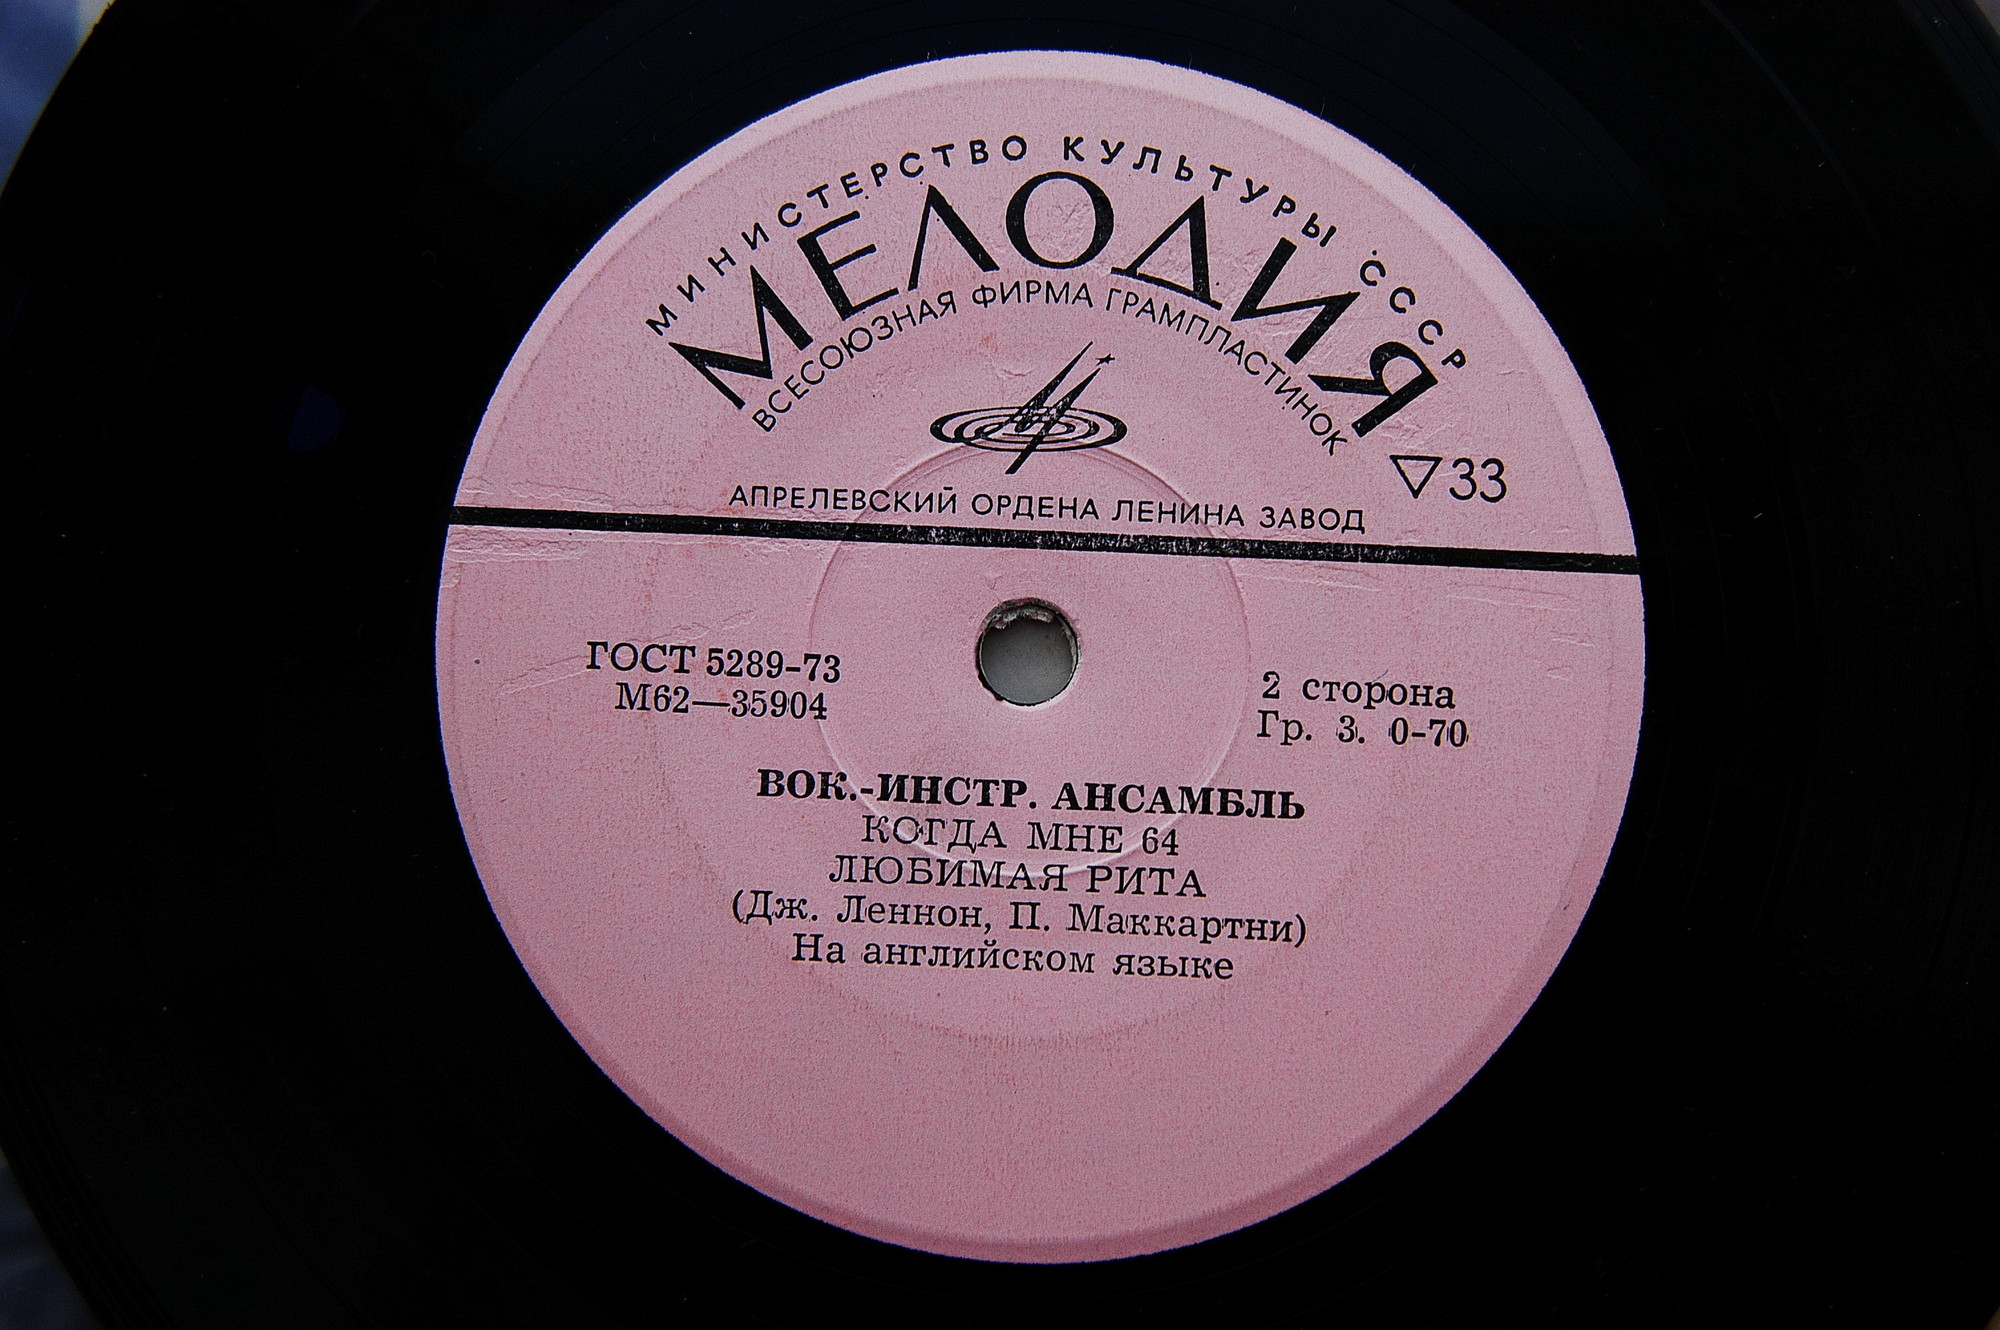 МИНИСТЕРСТВО КУЛЬТУРЫ СССР
МЕЛОДИЯ
ВСЕСОЮЗНАЯ ФИРМА ГРАМПЛАСТИНОК
33
АПРЕЛЕВСКИЙ ОРДЕНА ЛЕНИНА ЗАВОД
ГОСТ 5289-73
М62—35904
2 сторона
Гр. 3. 0-70
ВОК.-ИНСТР. АНСАМБЛЬ
КОГДА МНЕ 64
ЛЮБИМАЯ РИТА
(Дж. Леннон, П. Маккартни)
На английском языке